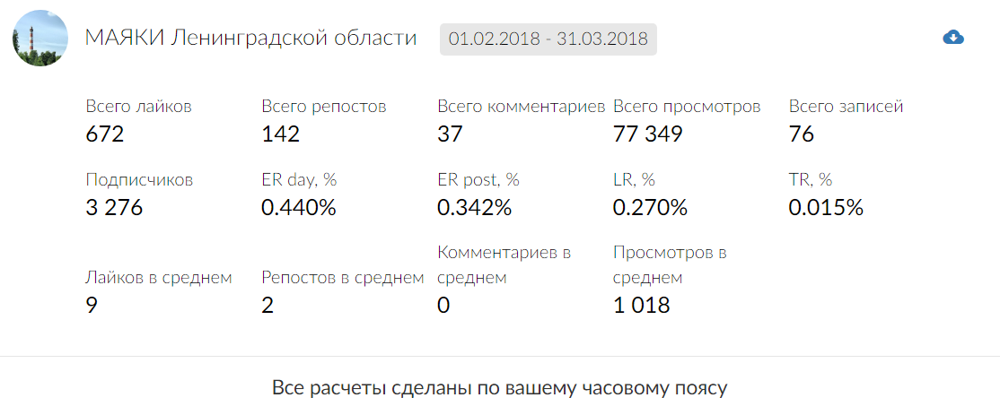 МАЯКИ Ленинградской области 01.02.2018 - 31.03.2018
Всего лайков Всего репостов Всего комментариев Всего просмотров Всего записей
672 142 37 77 349 76
Подписчиков ER day, % ER post, % LR, % TR, %
3 276 0.440% 0.342% 0.270% 0.015%
Лайков в среднем Репостов в среднем Комментариев в среднем Просмотров в среднем
9 2 0 1 018
Все расчеты сделаны по вашему часовому поясу